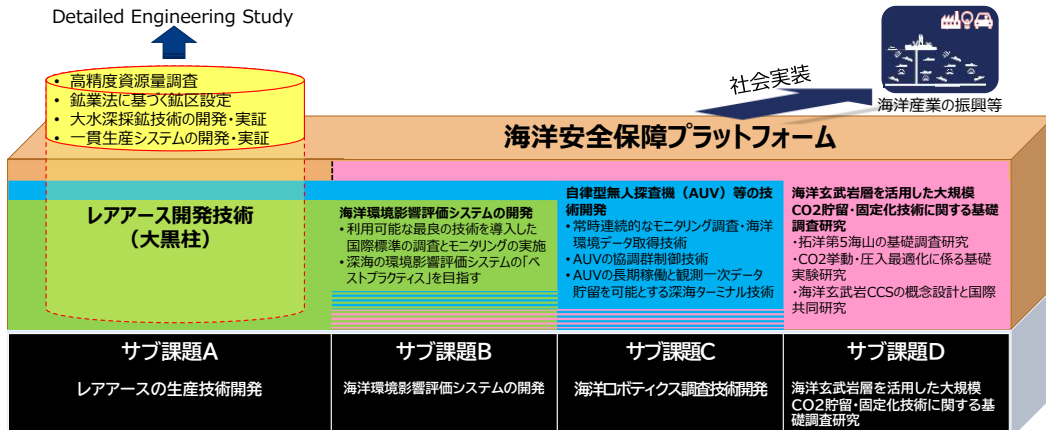 Detailed Engineering Study
• 高精度資源量調査
• 鉱業法に基づく鉱区設定
• 大水深採鉱技術の開発・実証
• 一貫生産システムの開発・実証
社会実装
海洋産業の振興等
海洋安全保障プラットフォーム
レアアース開発技術
（大黒柱）
海洋環境影響評価システムの開発
• 利用可能な最良の技術を導入した
国際標準の調査とモニタリングの実施
• 深海の環境影響評価システムの「ベ
ストプラクティス」を目指す
自律型無人探査機（AUV）等の技
術開発
• 常時連続的なモニタリング調査・海洋
環境データ取得技術
• AUVの協調群制御技術
• AUVの長期稼働と観測一次データ
貯留を可能とする深海ターミナル技術
海洋玄武岩層を活用した大規模
CO2貯留・固定化技術に関する基礎
調査研究
・拓洋第5海山の基礎調査研究
・CO2挙動・圧入最適化に係る基礎
実験研究
・海洋玄武岩CCSの概念設計と国際
共同研究
サブ課題A
レアアースの生産技術開発
サブ課題B
海洋環境影響評価システムの開発
サブ課題C
海洋ロボティクス調査技術開発
サブ課題D
海洋玄武岩層を活用した大規模
CO2貯留・固定化技術に関する基
礎調査研究